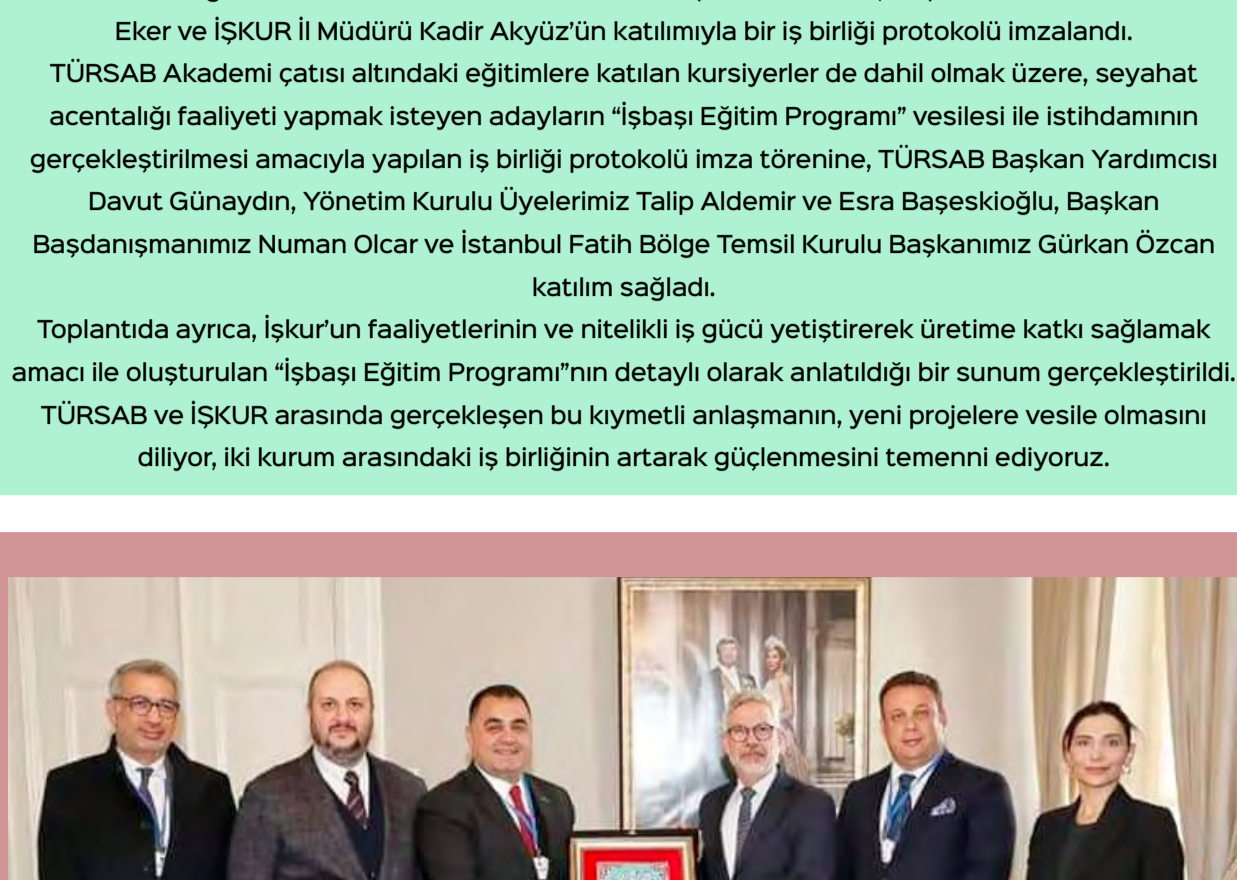 Eker ve İŞKUR İl Müdürü Kadir Akyüz’ün katılımıyla bir iş birliği protokolü imzalandı.
TÜRSAB Akademi çatısı altındaki eğitimlere katılan kursiyerler de dahil olmak üzere, seyahat
acentalığı faaliyeti yapmak isteyen adayların “İşbaşı Eğitim Programı” vesilesi ile istihdamının
gerçekleştirilmesi amacıyla yapılan iş birliği protokolü imza törenine, TÜRSAB Başkan Yardımcısı
Davut Günaydın, Yönetim Kurulu Üyelerimiz Talip Aldemir ve Esra Başeskioğlu, Başkan
Başdanışmanımız Numan Olcar ve İstanbul Fatih Bölge Temsil Kurulu Başkanımız Gürkan Özcan
katılım sağladı.
Toplantıda ayrıca, İşkur’un faaliyetlerinin ve nitelikli iş gücü yetiştirerek üretime katkı sağlamak
amacı ile oluşturulan “İşbaşı Eğitim Programı”nın detaylı olarak anlatıldığı bir sunum gerçekleştirildi.
TÜRSAB ve İŞKUR arasında gerçekleşen bu kıymetli anlaşmanın, yeni projelere vesile olmasını
diliyor, iki kurum arasındaki iş birliğinin artarak güçlenmesini temenni ediyoruz.